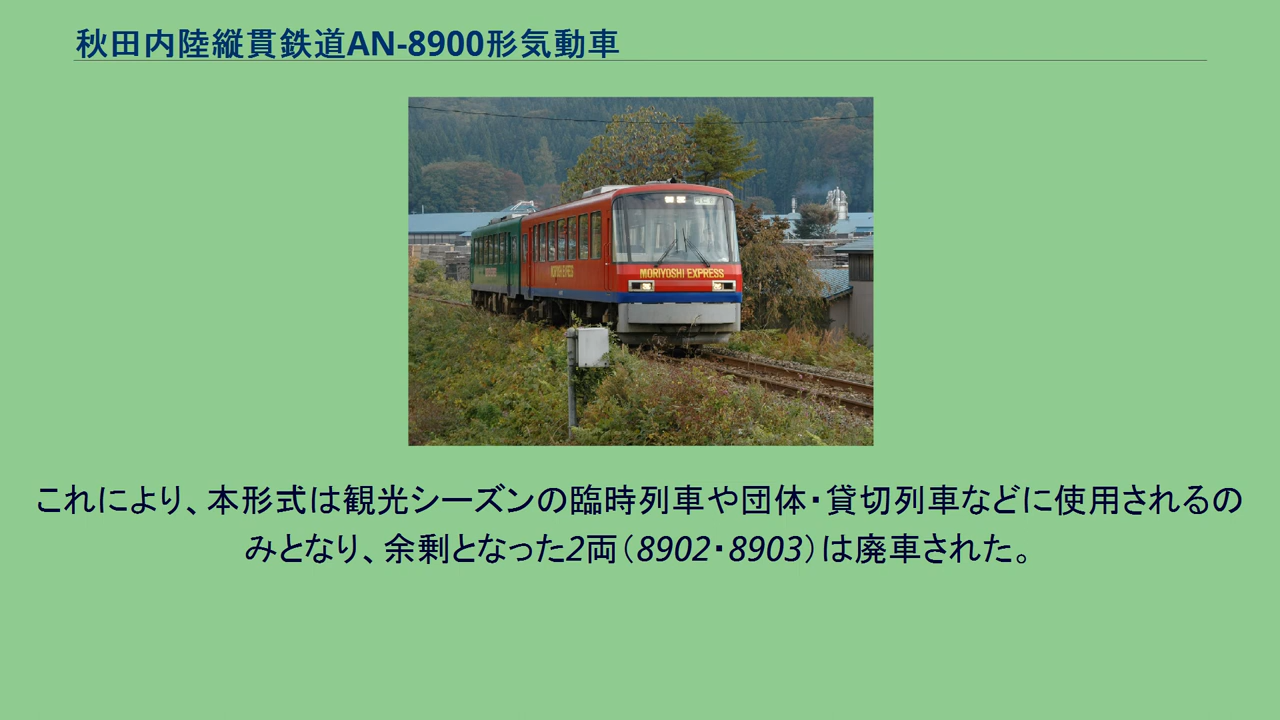 秋田内陸縦貫鉄道AN-8900形気動車
MORIYOSHI EXPRESS
これにより、本形式は観光シーズンの臨時列車や団体・貸切列車などに使用されるの
みとなり、余剰となった2両（8902・8903）は廃車された。